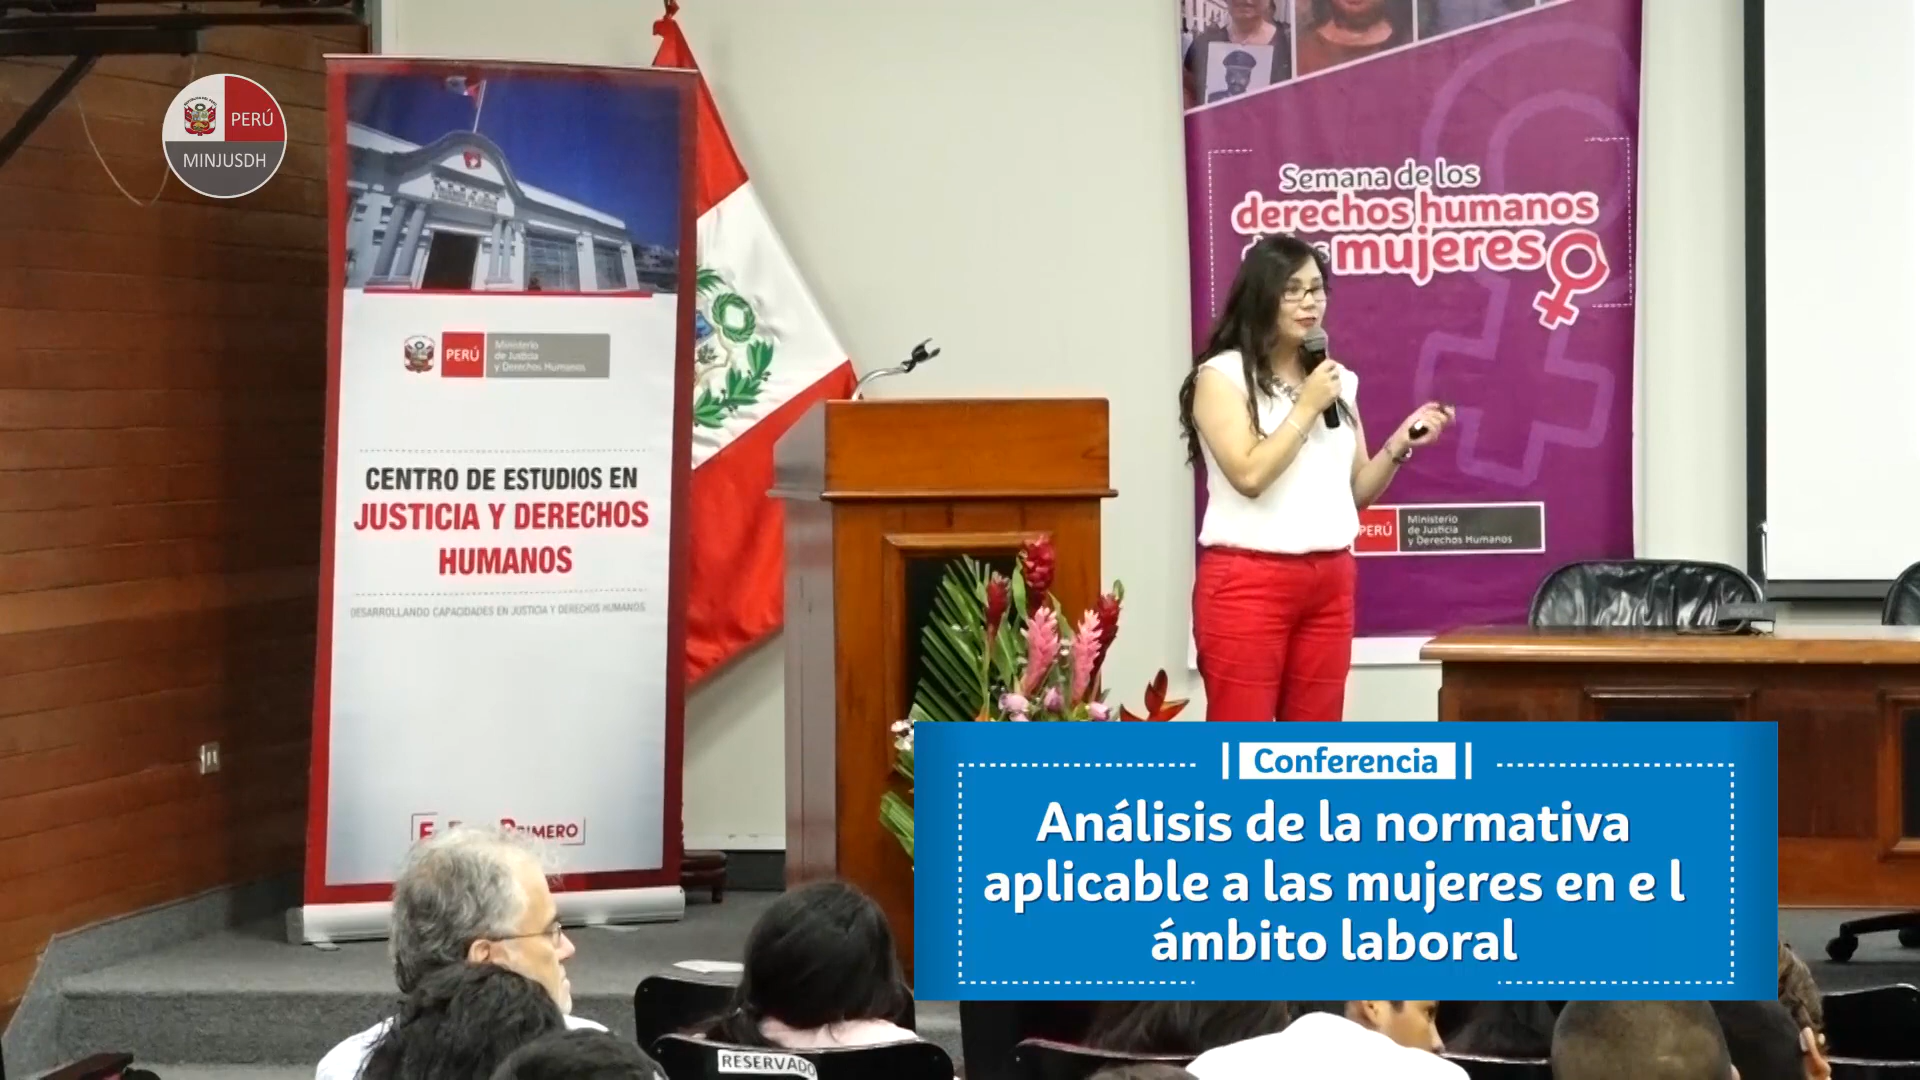 PERÚ
MINJUSDH
PERÚ
Ministerio
de Justicia
y Derechos Humanos
CENTRO DE ESTUDIOS EN
JUSTICIA Y DERECHOS
HUMANOS
DESARROLLANDO CAPACIDADES EN JUSTICIA Y DERECHOS HUMANOS
PRIMERO
Semana de los
derechos humanos
mujeres
PERÚ
Ministerio
de Justicia
y Derechos Humanos
Conferencia
Análisis de la normativa
aplicable a las mujeres en e l
ámbito laboral
RESERVADO